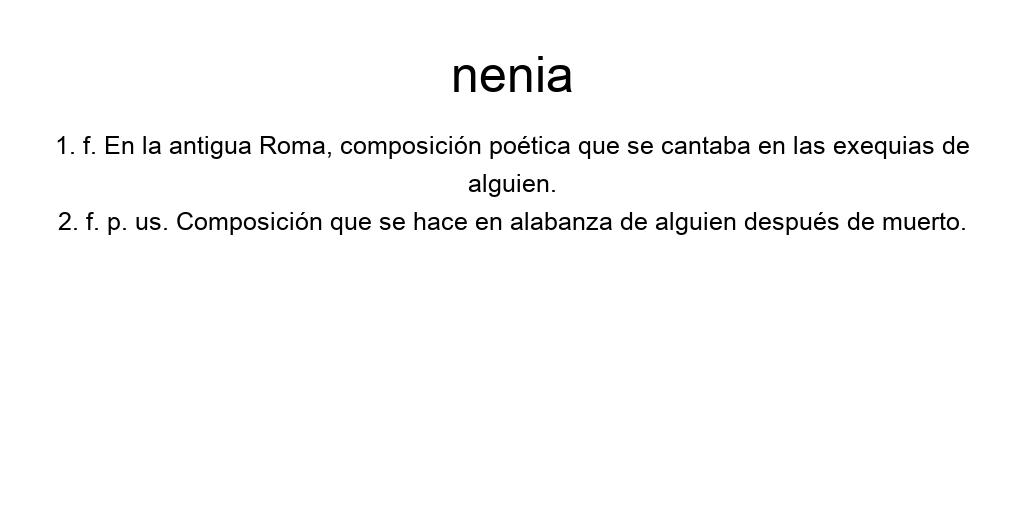 nenia
1. f. En la antigua Roma, composición poética que se cantaba en las exequias de
alguien.
2. f. p. us. Composición que se hace en alabanza de alguien después de muerto.